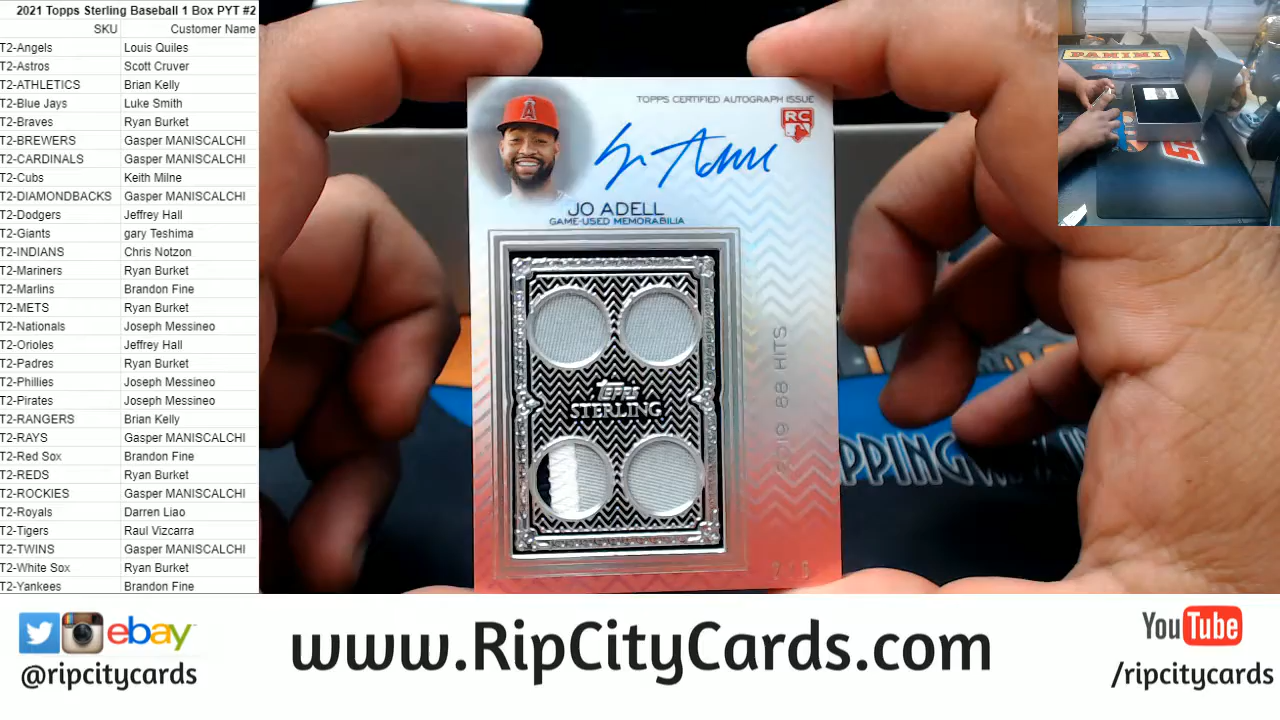 2021 Topps Sterling Baseball 1 Box PYT #2
SKU Customer Name
T2-Angels Louis Quiles
T2-Astros Scott Cruver
T2-ATHLETICS Brian Kelly
T2-Blue Jays Luke Smith
T2-Braves Ryan Burket
T2-BREWERS Gasper MANISCALCHI
T2-CARDINALS Gasper MANISCALCHI
T2-Cubs Keith Milne
T2-DIAMONDBACKS Gasper MANISCALCHI
T2-Dodgers Jeffrey Hall
T2-Giants gary Teshima
T2-INDIANS Chris Notzon
T2-Mariners Ryan Burket
T2-Marlins Brandon Fine
T2-METS Ryan Burket
T2-Nationals Joseph Messineo
T2-Orioles Jeffrey Hall
T2-Padres Ryan Burket
T2-Phillies Joseph Messineo
T2-Pirates Joseph Messineo
T2-RANGERS Brian Kelly
T2-RAYS Gasper MANISCALCHI
T2-Red Sox Brandon Fine
T2-REDS Ryan Burket
T2-ROCKIES Gasper MANISCALCHI
T2-Royals Darren Liao
T2-Tigers Raul Vizcarra
T2-TWINS Gasper MANISCALCHI
T2-White Sox Ryan Burket
T2-Yankees Brandon Fine
TOPPS CERTIFIED AUTOGRAPH ISSUE
RC
A
JO ADELL
GAME-USED MEMORABILIA
TOPPS
STERLING
2019 88 HITS
PANINI
ebay
@ripcitycards
www.RipCityCards.com
YouTube
/ripcitycards